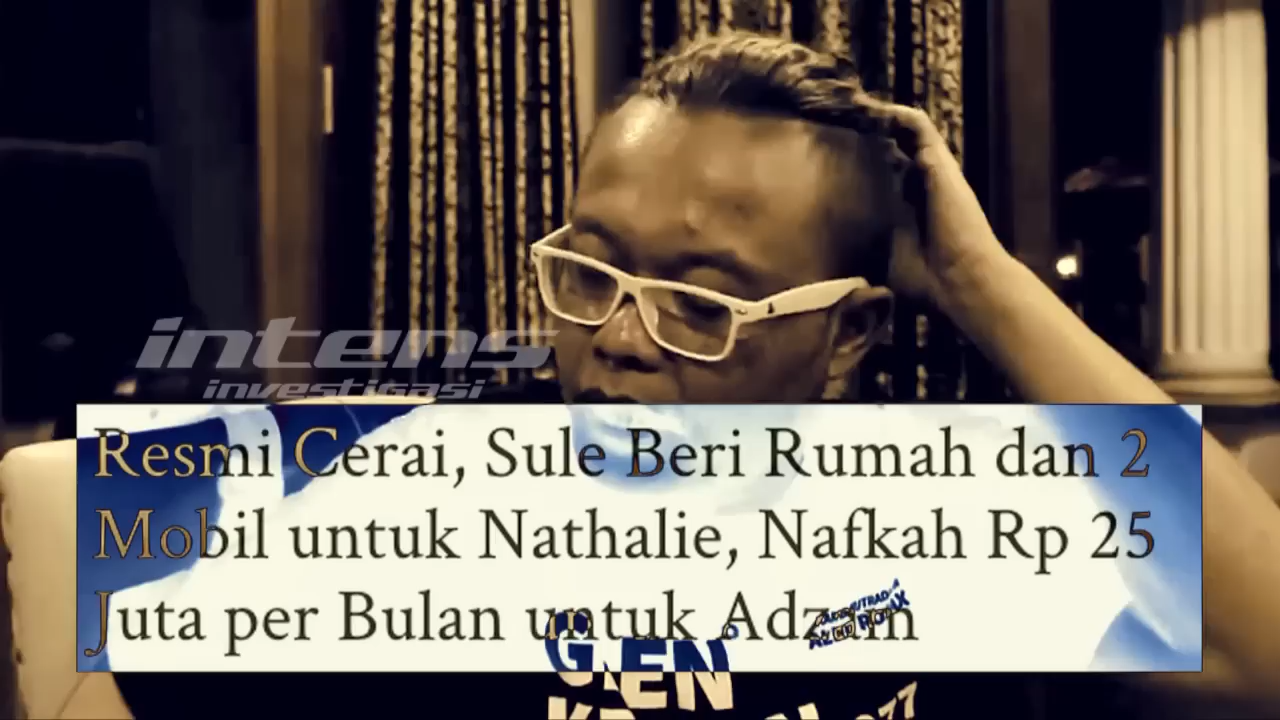 intens
investigasi
Resmi Cerai, Sule Beri Rumah dan 2
Mobil untuk Nathalie, Nafkah Rp 25
Juta per Bulan untuk Adzam